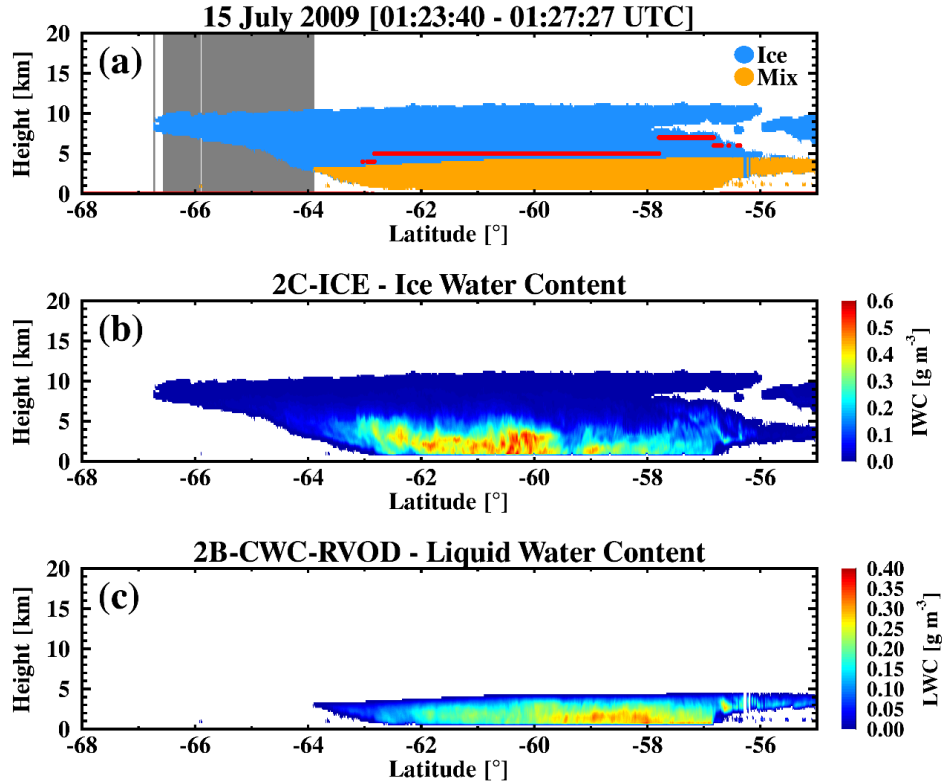 15 July 2009 [01:23:40 - 01:27:27 UTC]
(a)
Ice
Mix
Height [km]
20
15
10
5
0
-68 -66 -64 -62 -60 -58 -56
Latitude [°]
2C-ICE - Ice Water Content
(b)
Height [km]
20
15
10
5
0
-68 -66 -64 -62 -60 -58 -56
Latitude [°]
0.6
0.5
0.4
0.3
0.2
0.1
0.0
IWC [g m⁻³]
2B-CWC-RVOD - Liquid Water Content
(c)
Height [km]
20
15
10
5
0
-68 -66 -64 -62 -60 -58 -56
Latitude [°]
0.40
0.35
0.30
0.25
0.20
0.15
0.10
0.05
0.00
LWC [g m⁻³]